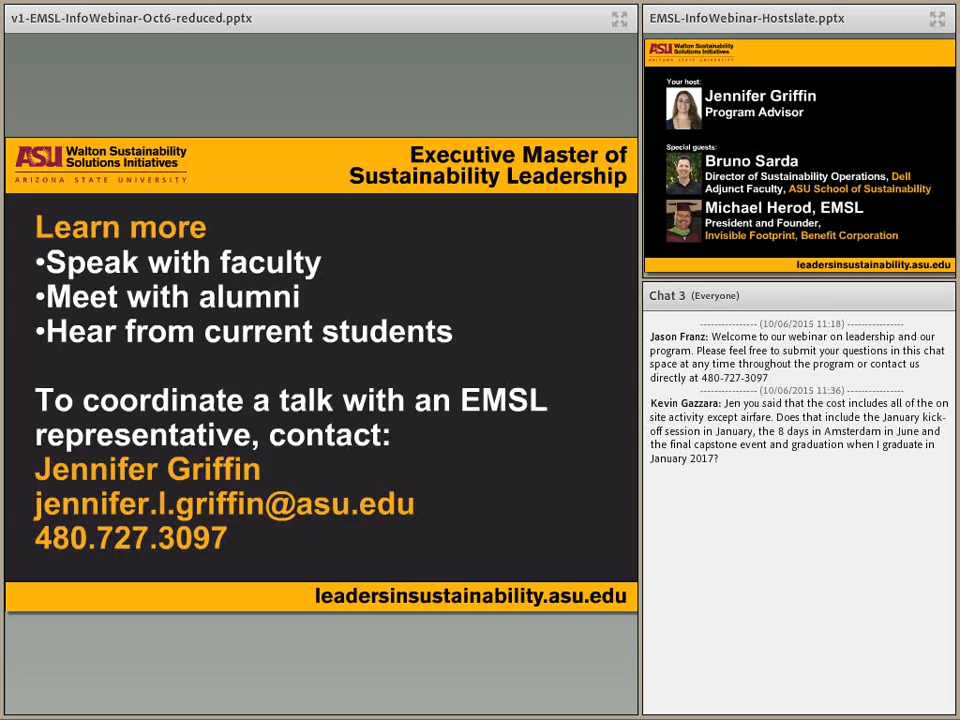 v1-EMSL-InfoWebinar-Oct6-reduced.pptx
ASU Walton Sustainability
Solutions Initiatives
ARIZONA STATE UNIVERSITY
Executive Master of
Sustainability Leadership
Learn more
•Speak with faculty
•Meet with alumni
•Hear from current students
To coordinate a talk with an EMSL
representative, contact:
Jennifer Griffin
jennifer.l.griffin@asu.edu
480.727.3097
leadersinsustainability.asu.edu
EMSL-InfoWebinar-Hostslate.pptx
ASU Walton Sustainability
Solutions Initiatives
ARIZONA STATE UNIVERSITY
Your host:
Jennifer Griffin
Program Advisor
Special guests:
Bruno Sarda
Director of Sustainability Operations, Dell
Adjunct Faculty, ASU School of Sustainability
Michael Herod, EMSL
President and Founder,
Invisible Footprint, Benefit Corporation
leadersinsustainability.asu.edu
Chat 3 (Everyone)
---------------- (10/06/2015 11:18) ----------------
Jason Franz: Welcome to our webinar on leadership and our
program. Please feel free to submit your questions in this chat
space at any time throughout the program or contact us
directly at 480-727-3097
---------------- (10/06/2015 11:36) ----------------
Kevin Gazzara: Jen you said that the cost includes all of the on
site activity except airfare. Does that include the January kick-
off session in January, the 8 days in Amsterdam in June and
the final capstone event and graduation when I graduate in
January 2017?